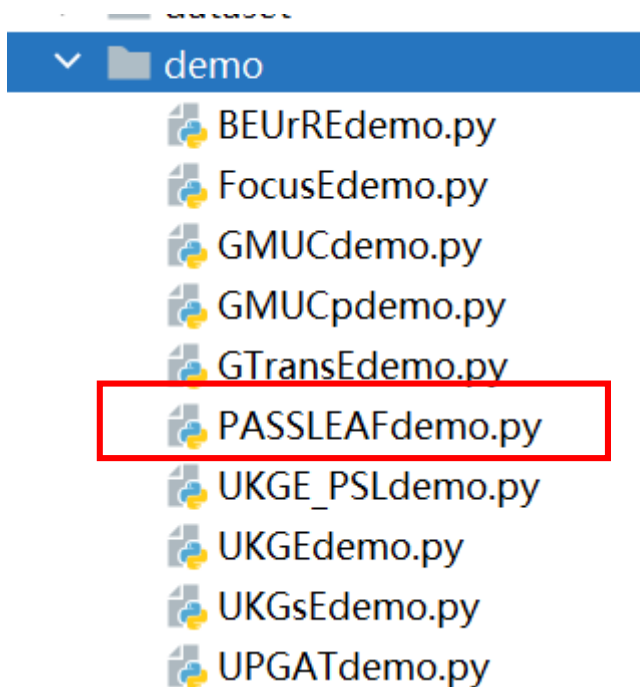 dataset
demo
BEUrREdemo.py
FocusEdemo.py
GMUCdemo.py
GMUCpdemo.py
GTransEdemo.py
PASSLEAFdemo.py
UKGE_PSLdemo.py
UKGEdemo.py
UKGsEdemo.py
UPGATdemo.py